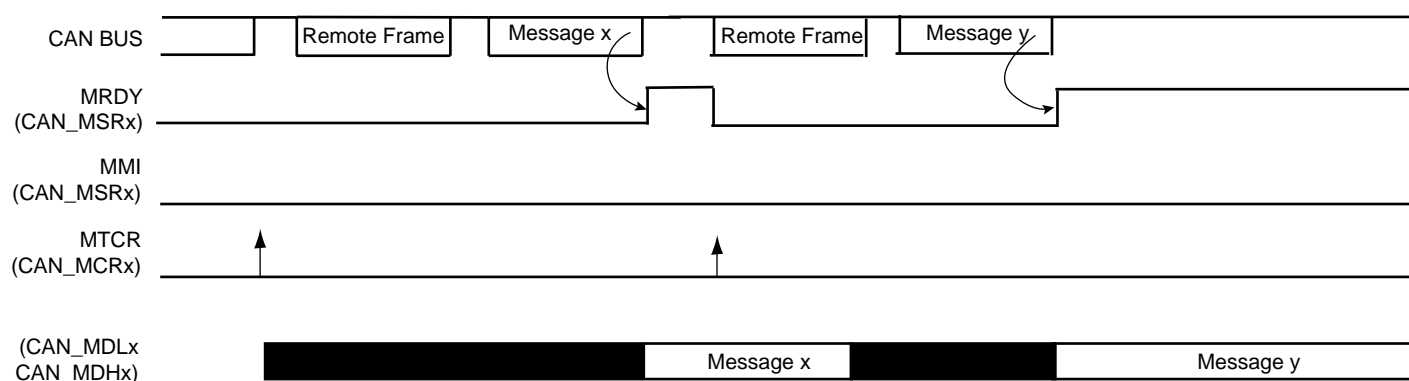 CAN BUS
Remote Frame
Message x
Remote Frame
Message y
MRDY
(CAN_MSRx)
MMI
(CAN_MSRx)
MTCR
(CAN_MCRx)
(CAN_MDLx
CAN_MDHx)
Message x
Message y